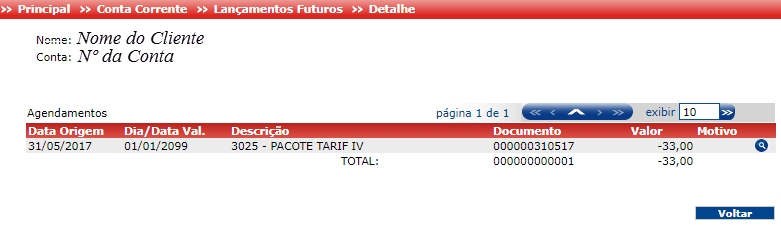 >> Principal >> Conta Corrente >> Lançamentos Futuros >> Detalhe
Nome: Nome do Cliente
Conta: Nº da Conta
Agendamentos página 1 de 1 << < > >> exibir 10 >>
Data Origem Dia/Data Val. Descrição Documento Valor Motivo
31/05/2017 01/01/2099 3025 - PACOTE TARIF IV 000000310517 -33,00
TOTAL: 000000000001 -33,00
Voltar